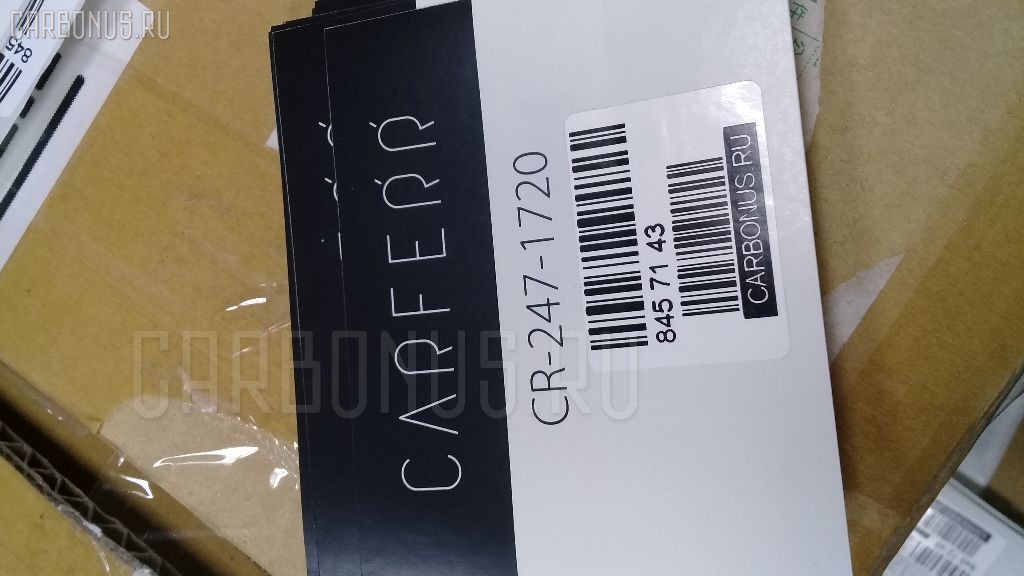 CARBONUS.RU
845
CARFERR
CR-247-1720
845 71 43
CARBONUS.RU
CARBONUS.RU